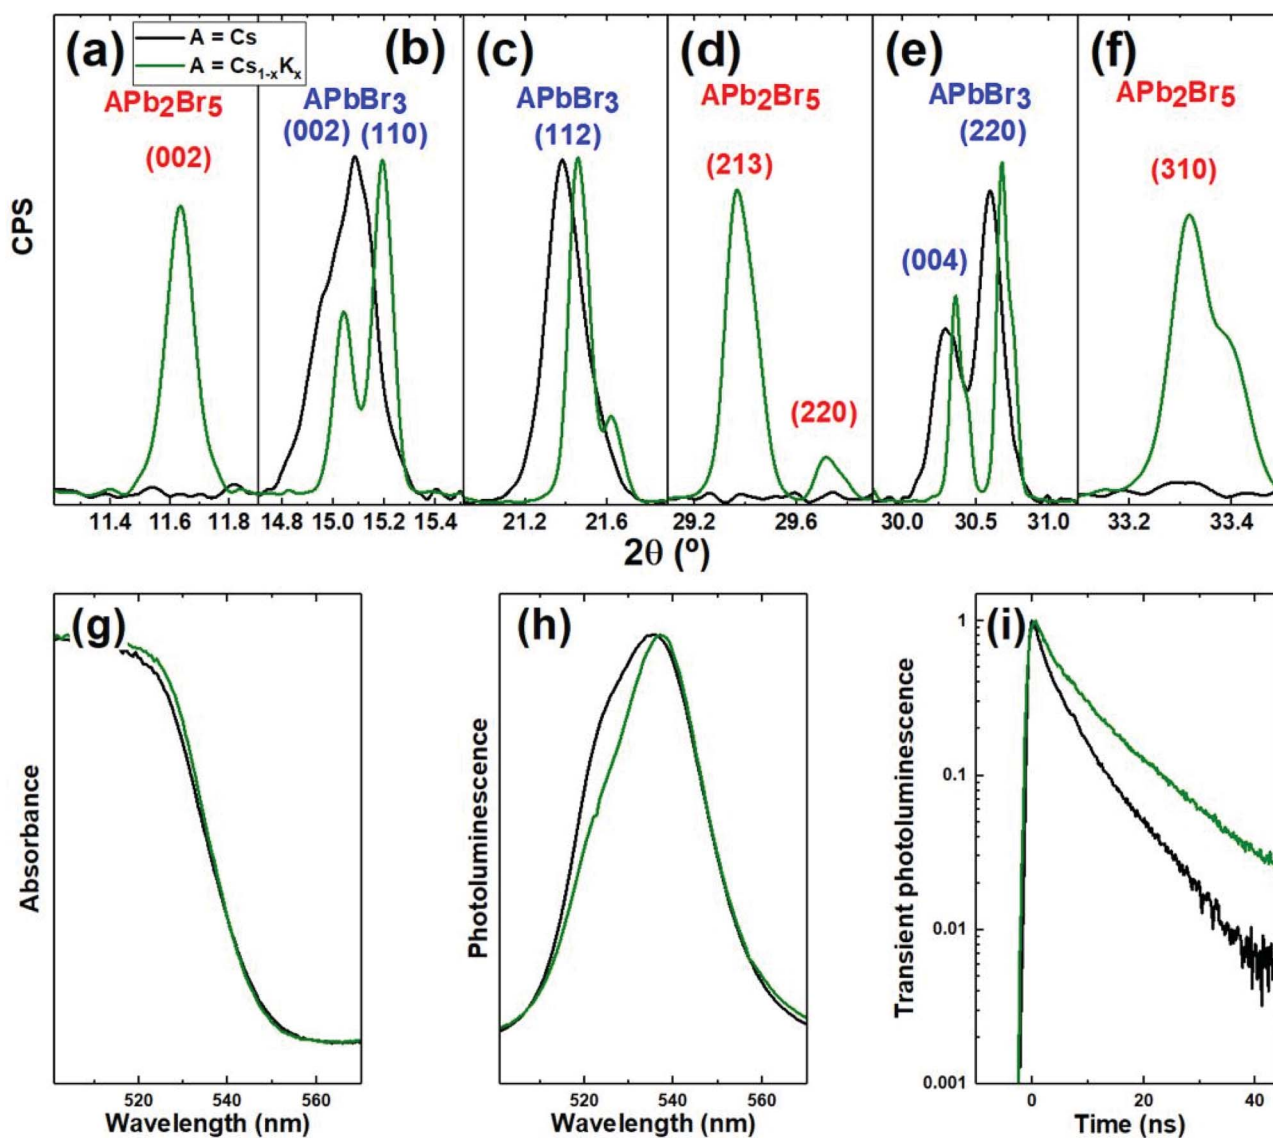 (a) (b) (c) (d) (e) (f)
A = Cs
A = Cs1-xKx
APb2Br5 APbBr3 APbBr3 APb2Br5 APbBr3 APb2Br5
(002) (002) (110) (112) (213) (220) (004) (220) (310)
CPS
11.4 11.6 11.8 14.8 15.0 15.2 15.4 21.2 21.6 29.2 29.6 30.0 30.5 31.0 33.2 33.4
2θ (º)
(g) (h) (i)
Absorbance
520 540 560
Wavelength (nm)
Photoluminescence
520 540 560
Wavelength (nm)
Transient photoluminescence
1
0.1
0.01
0.001
0 20 40
Time (ns)